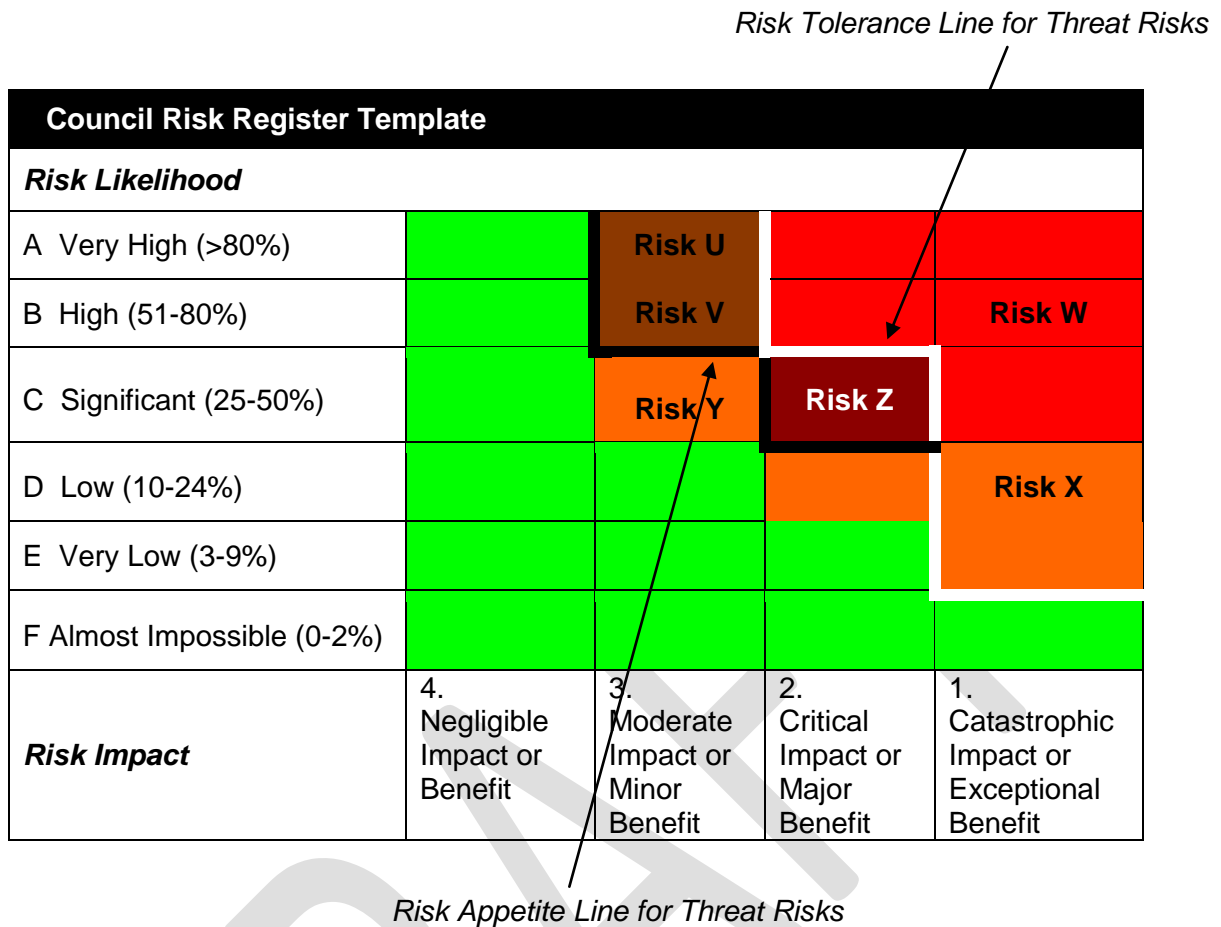 Risk Tolerance Line for Threat Risks
Council Risk Register Template
Risk Likelihood
A Very High (>80%)
Risk U
B High (51-80%)
Risk V
Risk W
C Significant (25-50%)
Risk Y
Risk Z
D Low (10-24%)
Risk X
E Very Low (3-9%)
F Almost Impossible (0-2%)
Risk Impact
4.
Negligible
Impact or
Benefit
3.
Moderate
Impact or
Minor
Benefit
2.
Critical
Impact or
Major
Benefit
1.
Catastrophic
Impact or
Exceptional
Benefit
Risk Appetite Line for Threat Risks